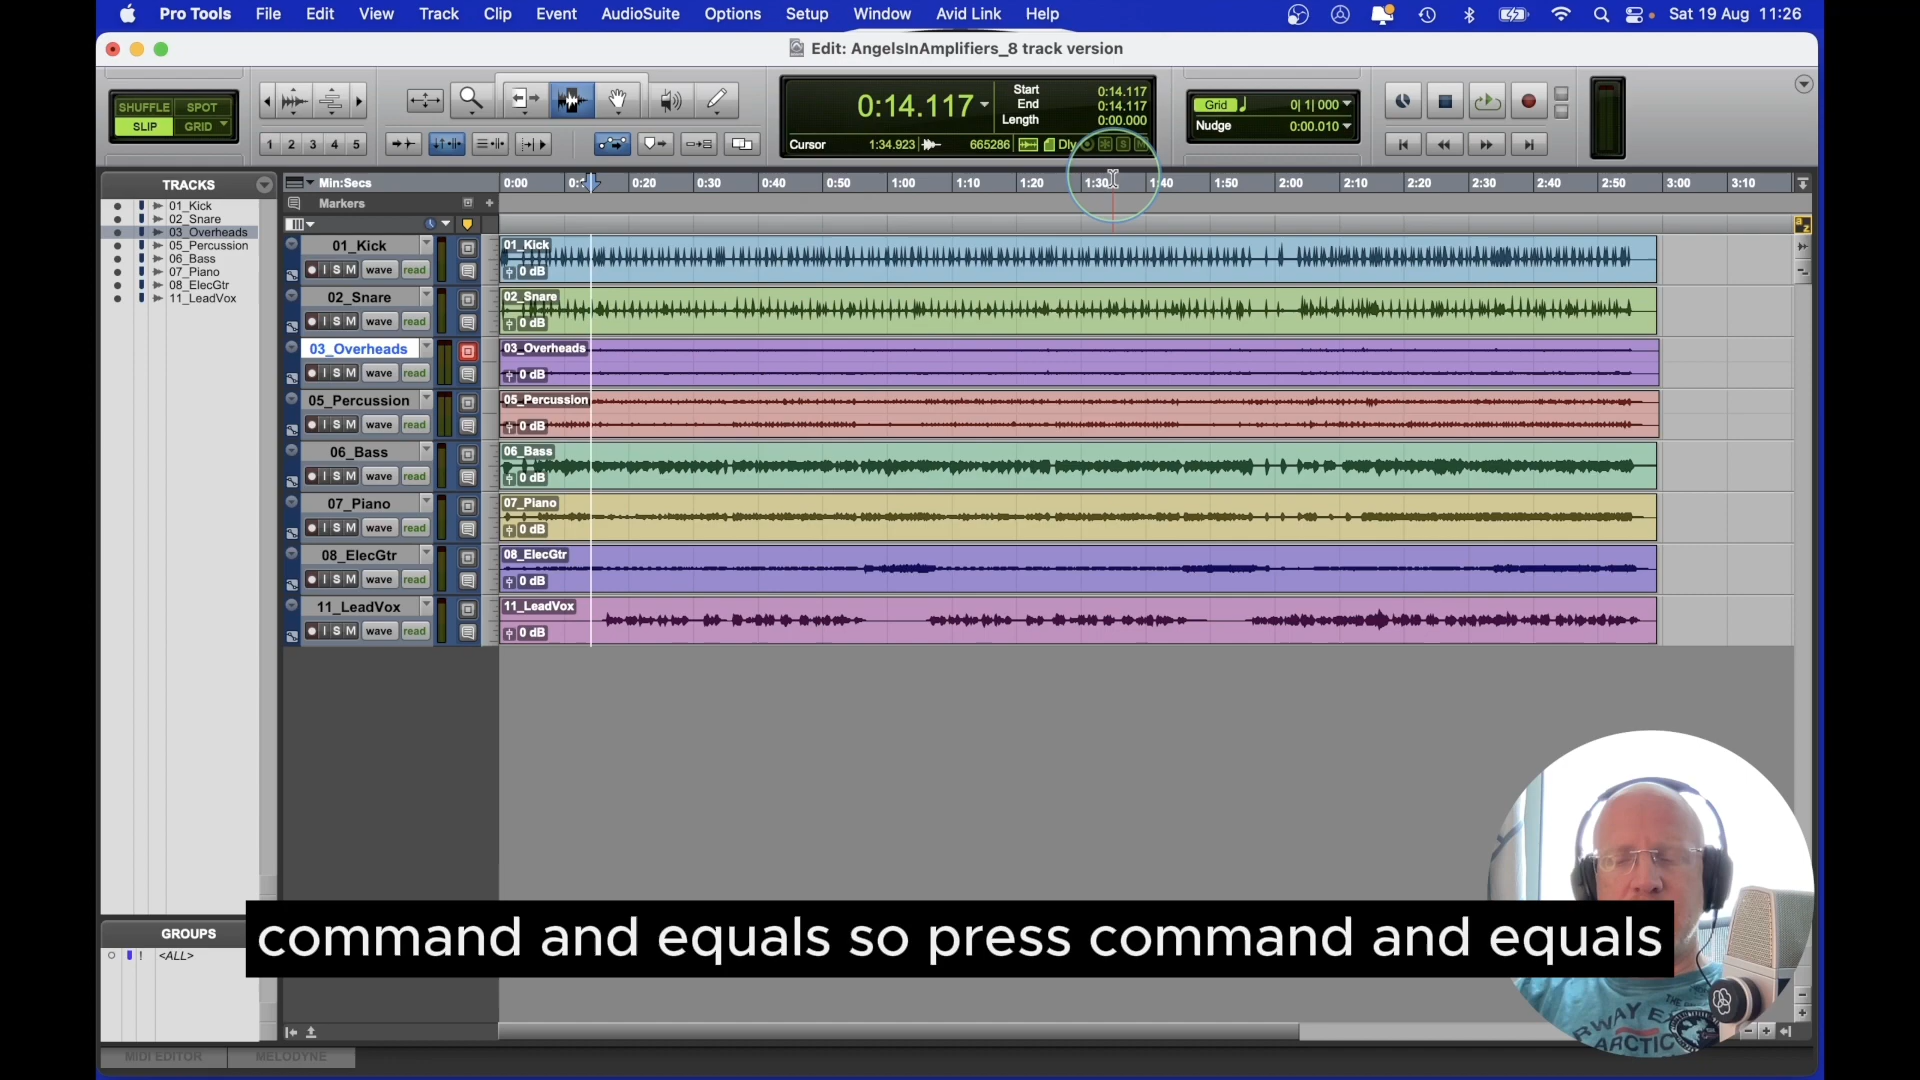 Pro Tools File Edit View Track Clip Event AudioSuite Options Setup Window Avid Link Help Sat 19 Aug 11:26
Edit: AngelsInAmplifiers_8 track version
SHUFFLE SPOT
SLIP GRID
1 2 3 4 5
0:14.117
Start 0:14.117
End 0:14.117
Length 0:00.000
Cursor 1:34.923 665286 Dly S M
Grid 0| 1| 000
Nudge 0:00.010
TRACKS
01_Kick
02_Snare
03_Overheads
05_Percussion
06_Bass
07_Piano
08_ElecGtr
11_LeadVox
Min:Secs 0:00 0:20 0:30 0:40 0:50 1:00 1:10 1:20 1:30 1:40 1:50 2:00 2:10 2:20 2:30 2:40 2:50 3:00 3:10
Markers
a
z
01_Kick 01_Kick
I S M wave read 0 dB
02_Snare 02_Snare
I S M wave read 0 dB
03_Overheads 03_Overheads
I S M wave read 0 dB
05_Percussion 05_Percussion
I S M wave read 0 dB
06_Bass 06_Bass
I S M wave read 0 dB
07_Piano 07_Piano
I S M wave read 0 dB
08_ElecGtr 08_ElecGtr
I S M wave read 0 dB
11_LeadVox 11_LeadVox
I S M wave read 0 dB
GROUPS
! <ALL>
command and equals so press command and equals
ARCTIC
MIDI EDITOR MELODYNE